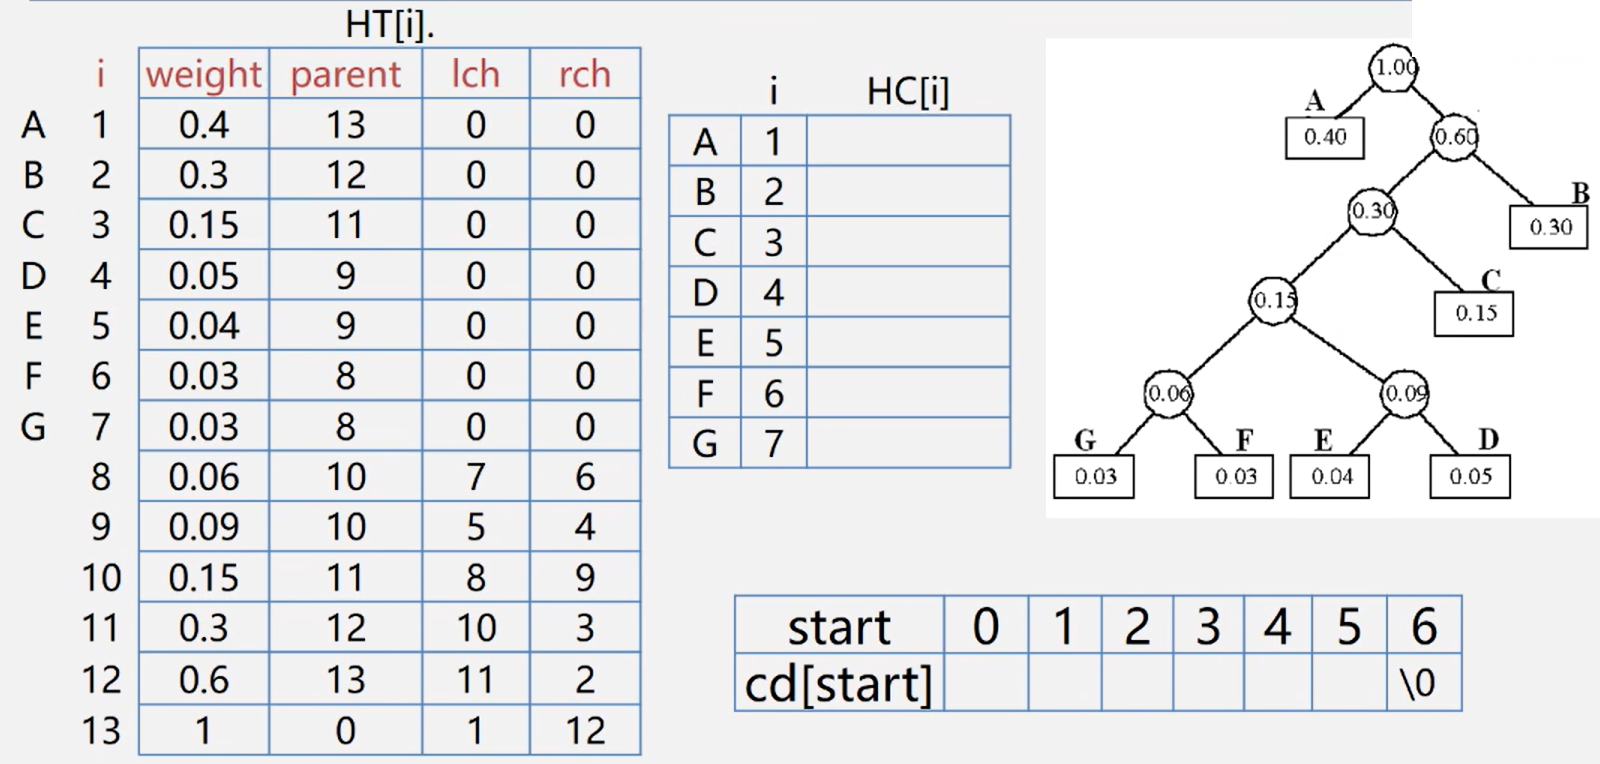 HT[i].
i weight parent lch rch
A 1 0.4 13 0 0
B 2 0.3 12 0 0
C 3 0.15 11 0 0
D 4 0.05 9 0 0
E 5 0.04 9 0 0
F 6 0.03 8 0 0
G 7 0.03 8 0 0
8 0.06 10 7 6
9 0.09 10 5 4
10 0.15 11 8 9
11 0.3 12 10 3
12 0.6 13 11 2
13 1 0 1 12
i HC[i]
A 1
B 2
C 3
D 4
E 5
F 6
G 7
1.00
A
0.40 0.60
B
0.30 0.30
C
0.15 0.15
0.06 0.09
G F E D
0.03 0.03 0.04 0.05
start 0 1 2 3 4 5 6
cd[start] \0